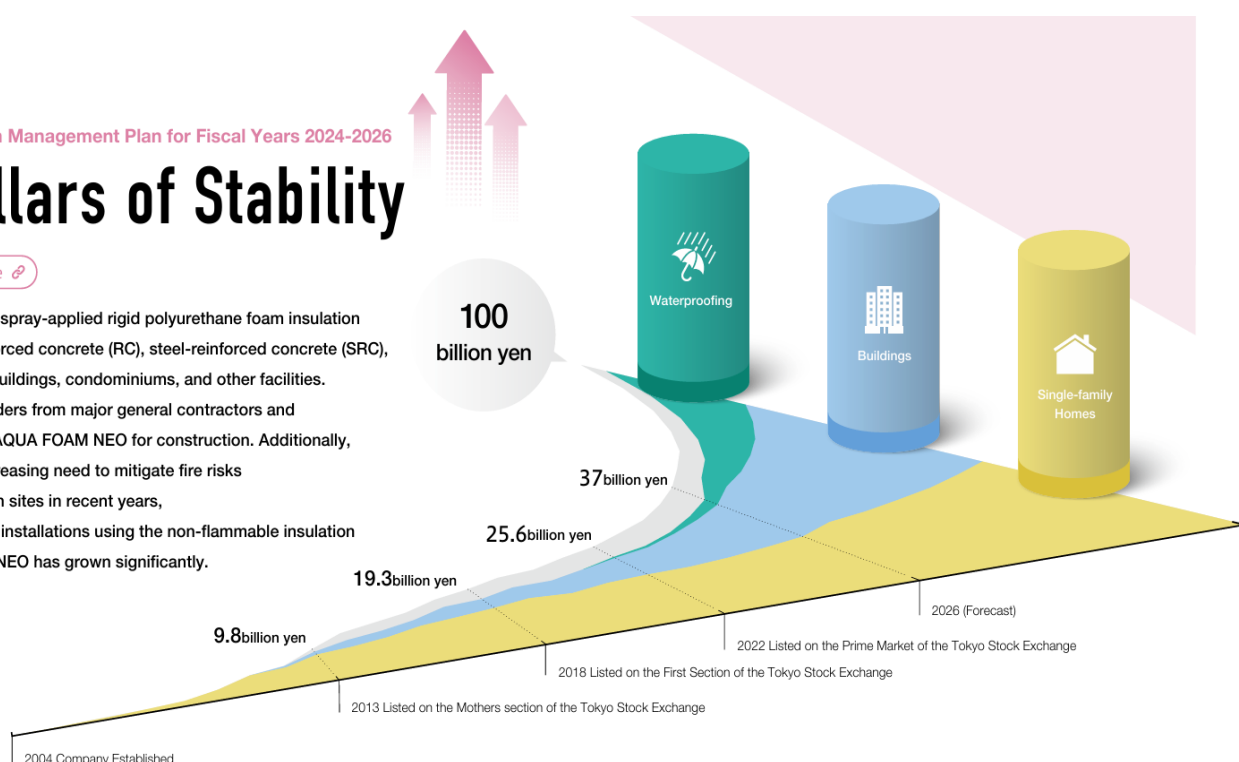 Management Plan for Fiscal Years 2024-2026
llars of Stability
spray-applied rigid polyurethane foam insulation
orced concrete (RC), steel-reinforced concrete (SRC),
uildings, condominiums, and other facilities.
ders from major general contractors and
AQUA FOAM NEO for construction. Additionally,
reasing need to mitigate fire risks
n sites in recent years,
installations using the non-flammable insulation
NEO has grown significantly.
100
billion yen
Waterproofing
Buildings
Single-family
Homes
37billion yen
25.6billion yen
19.3billion yen
9.8billion yen
2026 (Forecast)
2022 Listed on the Prime Market of the Tokyo Stock Exchange
2018 Listed on the First Section of the Tokyo Stock Exchange
2013 Listed on the Mothers section of the Tokyo Stock Exchange
2004 Company Established